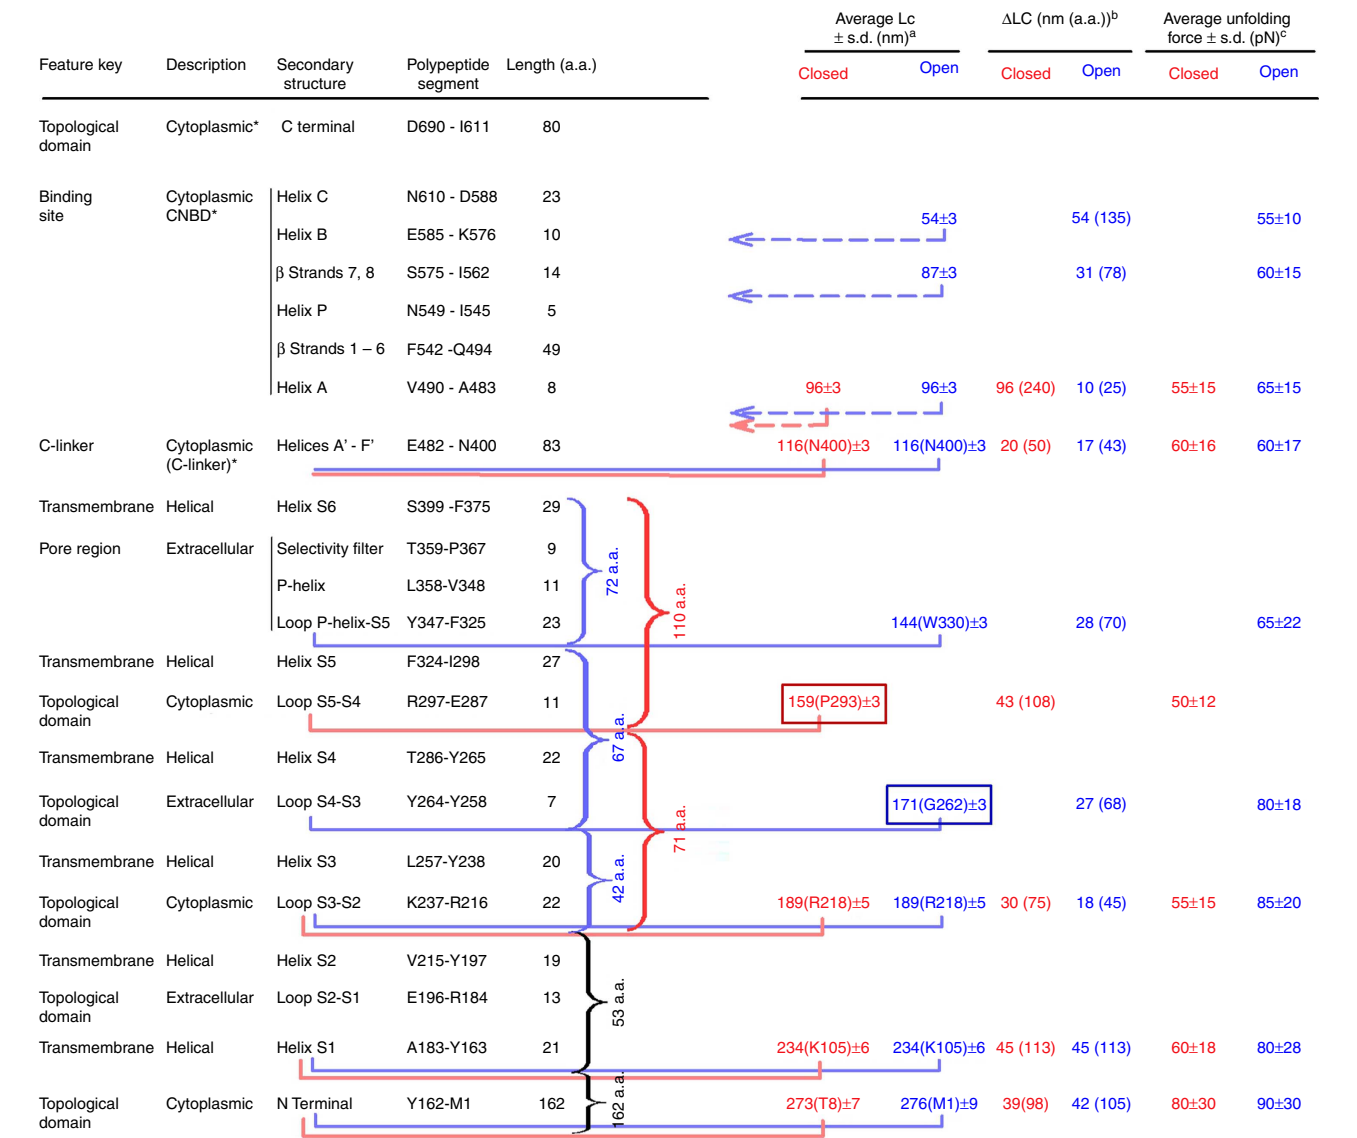 Average Lc ± s.d. (nm)a ΔLC (nm (a.a.))b Average unfolding force ± s.d. (pN)c
Feature key Description Secondary structure Polypeptide segment Length (a.a.) Closed Open Closed Open Closed Open
Topological domain Cytoplasmic* C terminal D690 - I611 80
Binding site Cytoplasmic CNBD* Helix C N610 - D588 23
54±3 54 (135) 55±10
Helix B E585 - K576 10
β Strands 7, 8 S575 - I562 14 87±3 31 (78) 60±15
Helix P N549 - I545 5
β Strands 1 – 6 F542 -Q494 49
Helix A V490 - A483 8 96±3 96±3 96 (240) 10 (25) 55±15 65±15
C-linker Cytoplasmic (C-linker)* Helices A' - F' E482 - N400 83 116(N400)±3 116(N400)±3 20 (50) 17 (43) 60±16 60±17
Transmembrane Helical Helix S6 S399 -F375 29
Pore region Extracellular Selectivity filter T359-P367 9
72 a.a.
P-helix L358-V348 11
110 a.a.
Loop P-helix-S5 Y347-F325 23 144(W330)±3 28 (70) 65±22
Transmembrane Helical Helix S5 F324-I298 27
Topological domain Cytoplasmic Loop S5-S4 R297-E287 11 159(P293)±3 43 (108) 50±12
67 a.a.
Transmembrane Helical Helix S4 T286-Y265 22
Topological domain Extracellular Loop S4-S3 Y264-Y258 7 171(G262)±3 27 (68) 80±18
71 a.a.
Transmembrane Helical Helix S3 L257-Y238 20
42 a.a.
Topological domain Cytoplasmic Loop S3-S2 K237-R216 22 189(R218)±5 189(R218)±5 30 (75) 18 (45) 55±15 85±20
Transmembrane Helical Helix S2 V215-Y197 19
Topological domain Extracellular Loop S2-S1 E196-R184 13
53 a.a.
Transmembrane Helical Helix S1 A183-Y163 21 234(K105)±6 234(K105)±6 45 (113) 45 (113) 60±18 80±28
Topological domain Cytoplasmic N Terminal Y162-M1 162 273(T8)±7 276(M1)±9 39(98) 42 (105) 80±30 90±30
162 a.a.